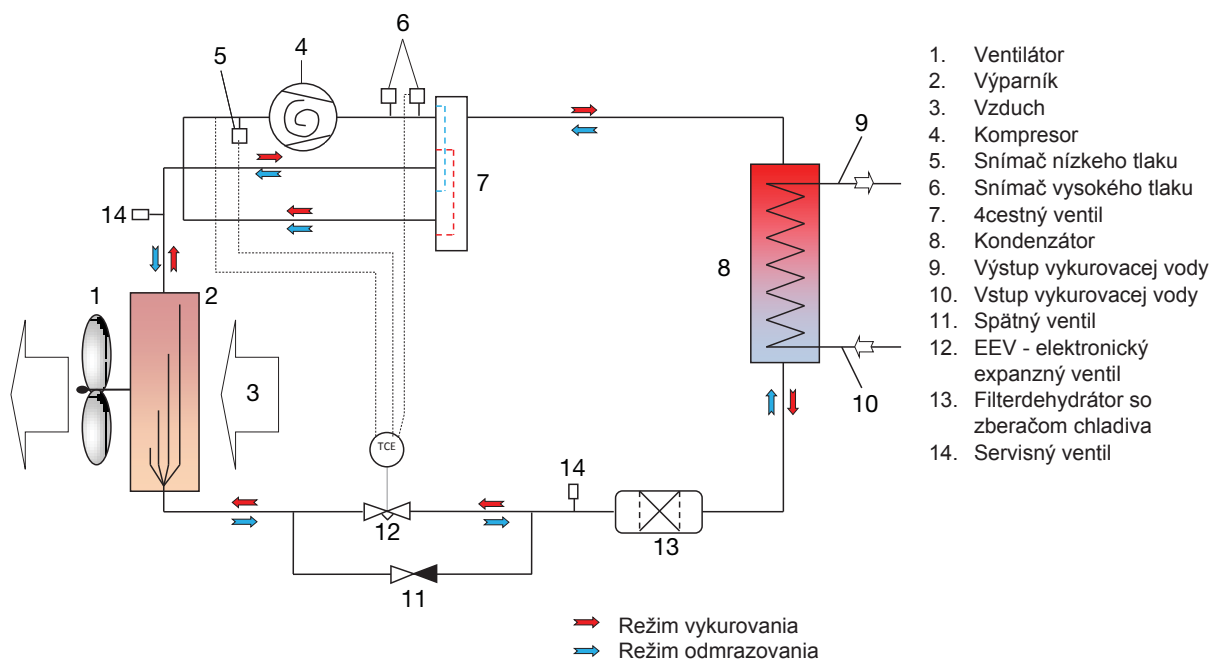 6
5
4
7
14
1
2
3
TCE
12
11
14
13
8
9
10
1. Ventilátor
2. Výparník
3. Vzduch
4. Kompresor
5. Snímač nízkeho tlaku
6. Snímač vysokého tlaku
7. 4cestný ventil
8. Kondenzátor
9. Výstup vykurovacej vody
10. Vstup vykurovacej vody
11. Spätný ventil
12. EEV - elektronický
expanzný ventil
13. Filterdehydrátor so
zberačom chladiva
14. Servisný ventil
Režim vykurovania
Režim odmrazovania